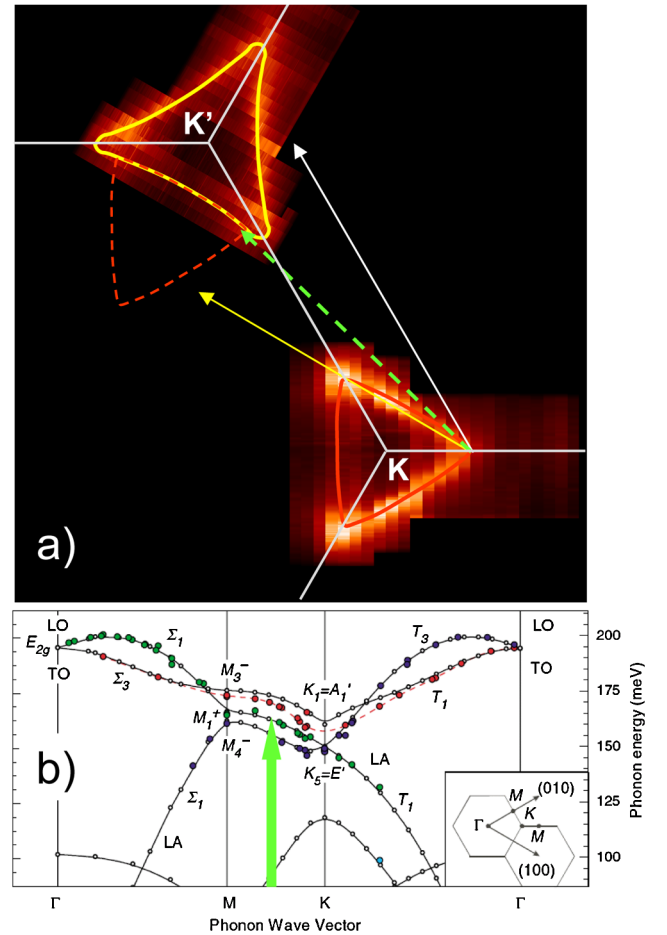 K’
K
a)
LO
E2g
TO
Σ1
Σ3
M3−
M1+
M4−
K1=A1'
K5=E'
T3
T1
LO
TO
LA
T1
Σ1
LA
b)
200
175
150
125
100
Phonon energy (meV)
M
(010)
K
Γ
M
(100)
Γ
M
K
Γ
Phonon Wave Vector